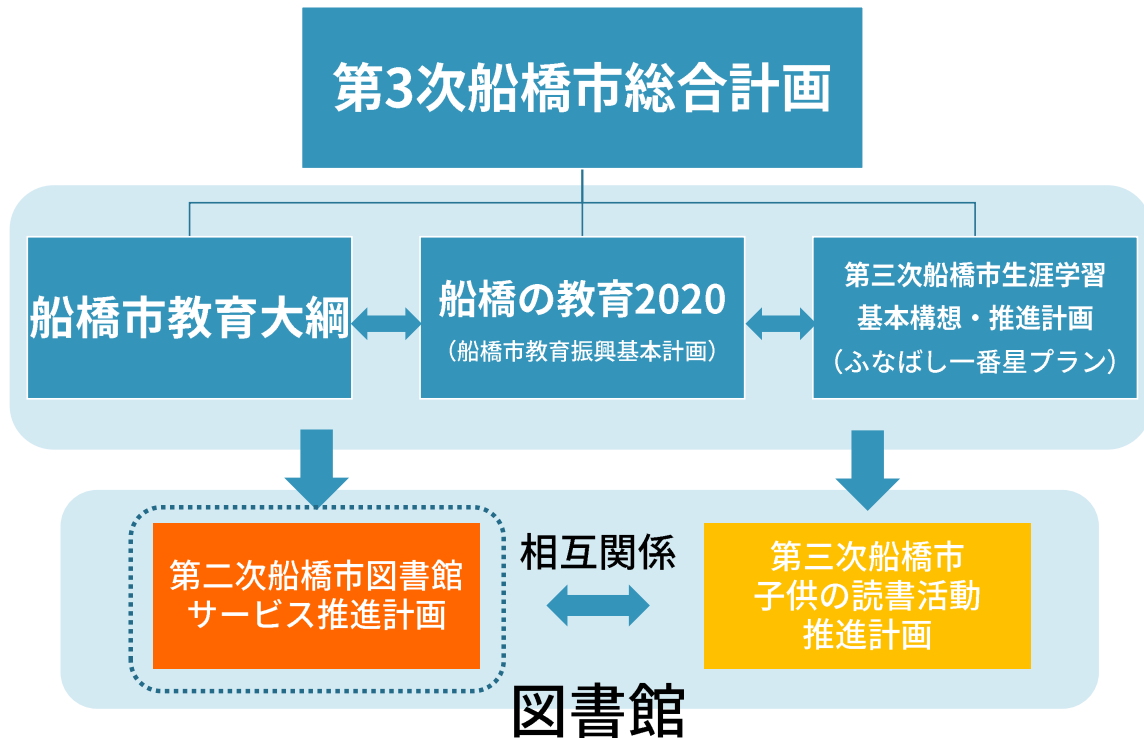 第3次船橋市総合計画
船橋市教育大綱
船橋の教育2020
（船橋市教育振興基本計画）
第三次船橋市生涯学習
基本構想・推進計画
（ふなばし一番星プラン）
第二次船橋市図書館
サービス推進計画
相互関係
第三次船橋市
子供の読書活動
推進計画
図書館